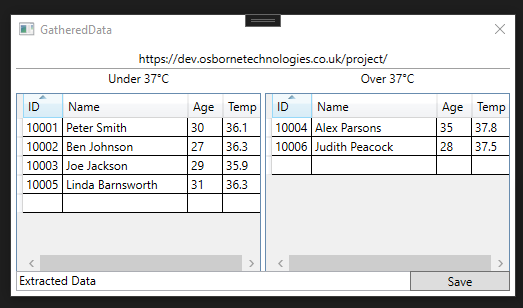 GatheredData
https://dev.osbornetechnologies.co.uk/project/
Under 37°C Over 37°C
ID Name Age Temp ID Name Age Temp
10001 Peter Smith 30 36.1 10004 Alex Parsons 35 37.8
10002 Ben Johnson 27 36.3 10006 Judith Peacock 28 37.5
10003 Joe Jackson 29 35.9
10005 Linda Barnsworth 31 36.3
Extracted Data Save